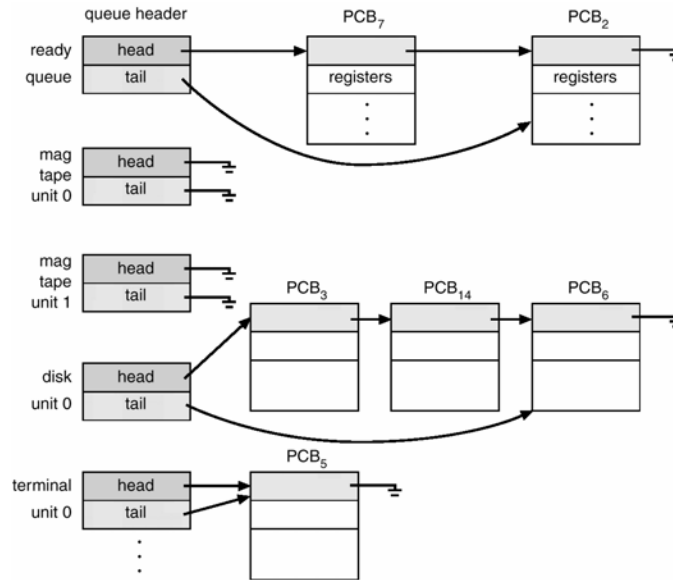 queue header
PCB7
PCB2
ready
head
queue
tail
registers
registers
mag
tape
unit 0
head
tail
mag
tape
unit 1
head
tail
PCB3
PCB14
PCB6
disk
head
unit 0
tail
PCB5
terminal
head
unit 0
tail